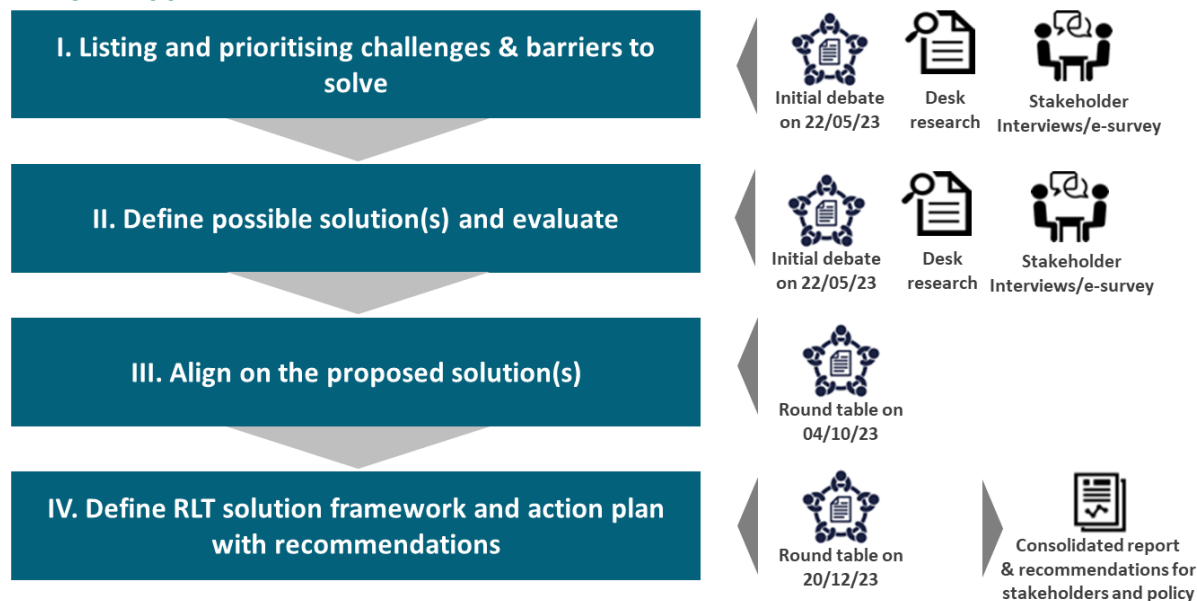 I. Listing and prioritising challenges & barriers to
solve
Initial debate
on 22/05/23
Desk
research
Stakeholder
Interviews/e-survey
II. Define possible solution(s) and evaluate
Initial debate
on 22/05/23
Desk
research
Stakeholder
Interviews/e-survey
III. Align on the proposed solution(s)
Round table on
04/10/23
IV. Define RLT solution framework and action plan
with recommendations
Round table on
20/12/23
Consolidated report
& recommendations for
stakeholders and policy